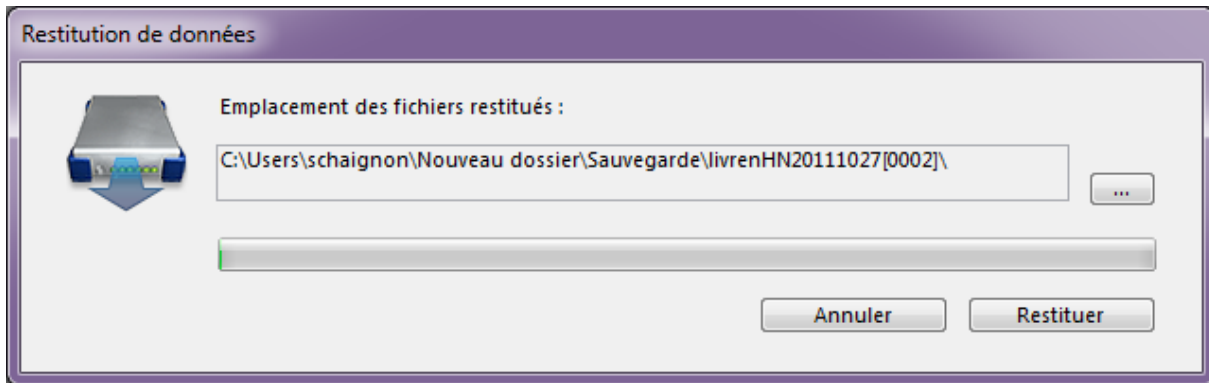 Restitution de données
Emplacement des fichiers restitués :
C:\Users\schaignon\Nouveau dossier\Sauvegarde\livrenHN20111027[0002]\
...
Annuler
Restituer